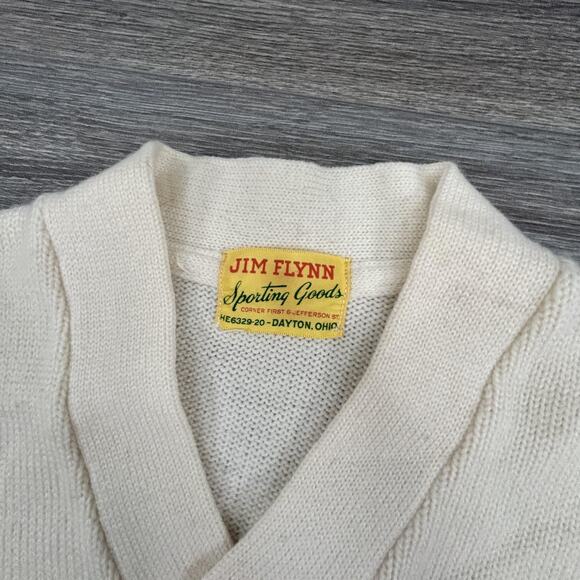 JIM FLYNN
Sporting Goods
CORNER FIRST & JEFFERSON ST.
HE6329-20-DAYTON, OHIO